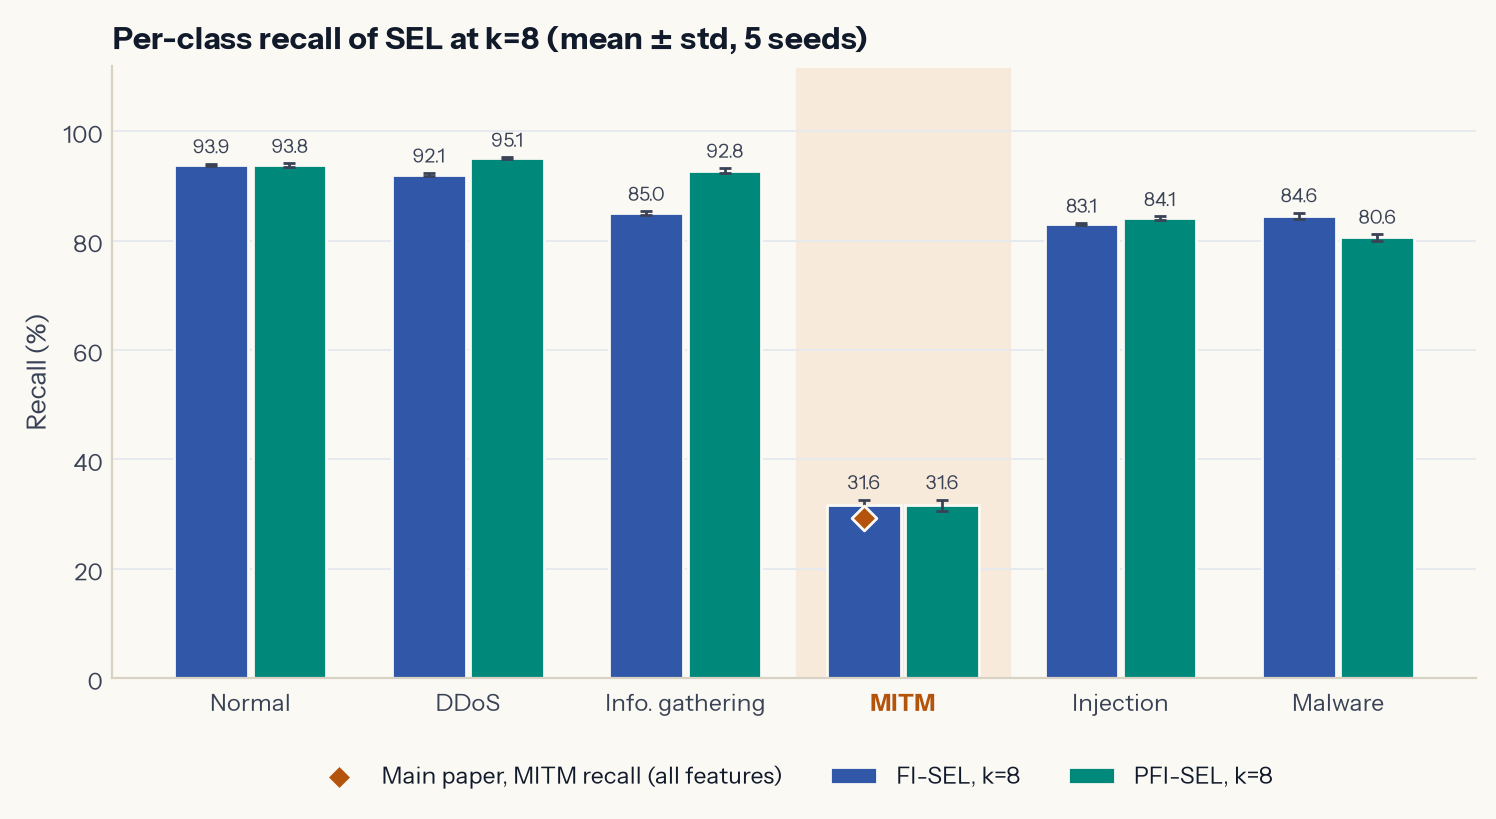 Per-class recall of SEL at k=8 (mean ± std, 5 seeds)
Recall (%)
100
80
60
40
20
0
93.9
93.8
92.1
95.1
85.0
92.8
31.6
31.6
83.1
84.1
84.6
80.6
Normal
DDoS
Info. gathering
MITM
Injection
Malware
Main paper, MITM recall (all features)
FI-SEL, k=8
PFI-SEL, k=8